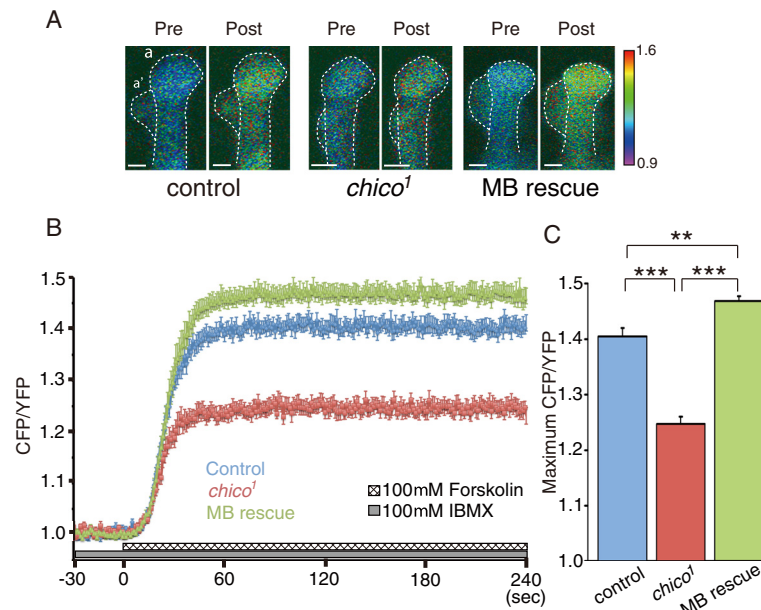 A
Pre Post Pre Post Pre Post
a
a'
1.6
0.9
control chico¹ MB rescue
B
CFP/YFP
1.5
1.4
1.3
1.2
1.1
1.0
-30 0 60 120 180 240
(sec)
Control
chico¹
MB rescue
100mM Forskolin
100mM IBMX
C
**
*** ***
Maximum CFP/YFP
1.5
1.4
1.3
1.2
1.1
1.0
control chico¹ MB rescue